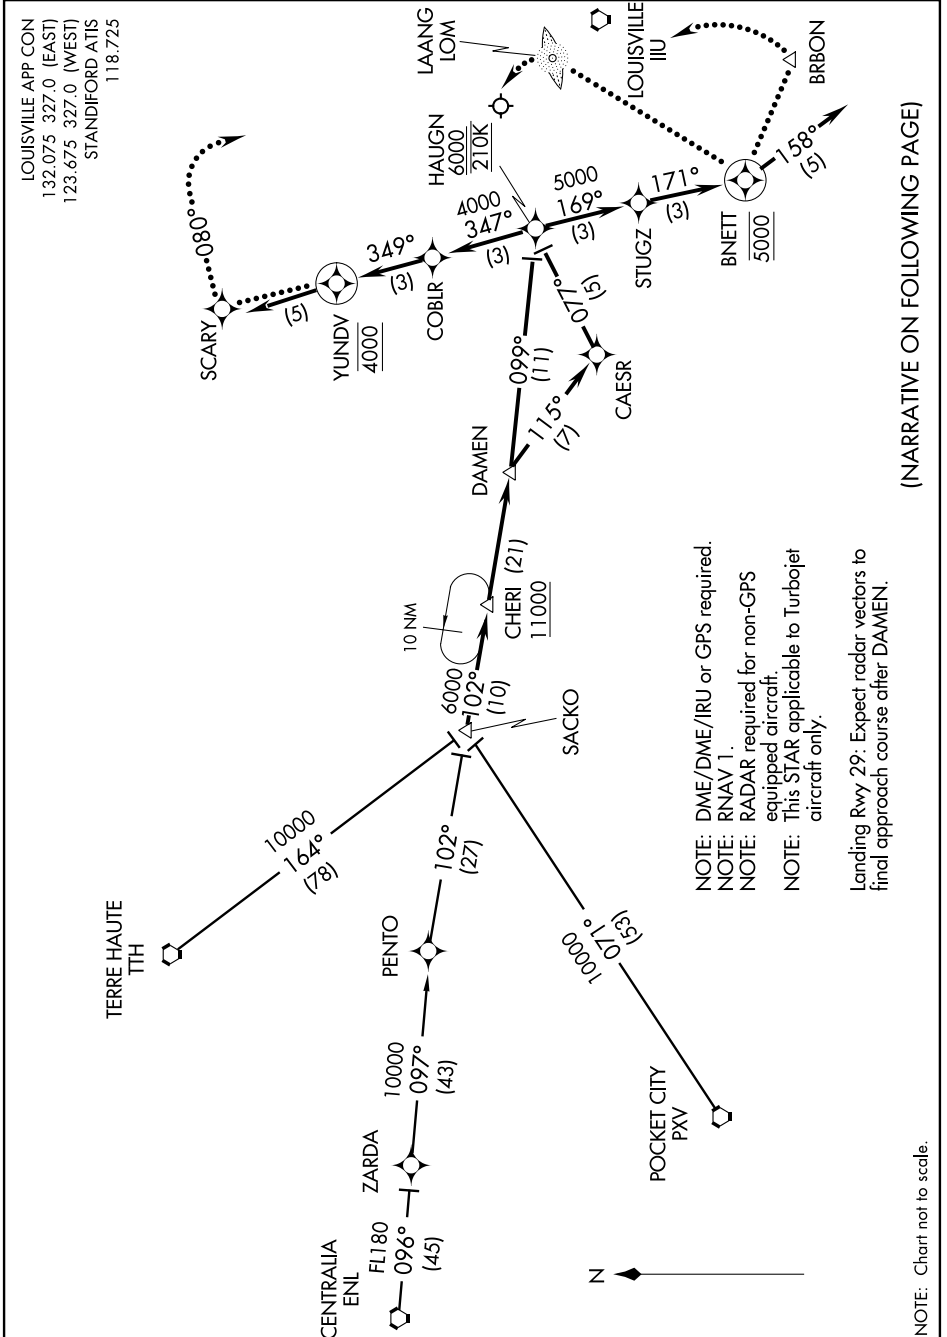 LOUISVILLE APP CON
132.075 327.0 (EAST)
123.675 327.0 (WEST)
STANDIFORD ATIS
118.725
TERRE HAUTE
TTH
10000
164°
(78)
CENTRALIA
ENL
FL180
096°
(45)
ZARDA
10000
097°
(43)
PENTO
102°
(27)
POCKET CITY
PXV
10000
071°
(53)
SACKO
6000
102°
(10)
10 NM
CHERI
11000
(21)
DAMEN
099°
(11)
115°
(7)
CAESR
077°
(5)
SCARY
080°
(5)
YUNDV
4000
349°
(3)
COBLR
4000
347°
(3)
HAUGN
6000
210K
5000
169°
(3)
STUGZ
171°
(3)
BNETT
5000
158°
(5)
LAANG
LOM
LOUISVILLE
IIU
BRBON
N
NOTE: DME/DME/IRU or GPS required.
NOTE: RNAV 1.
NOTE: RADAR required for non-GPS
equipped aircraft.
NOTE: This STAR applicable to Turbojet
aircraft only.
Landing Rwy 29: Expect radar vectors to
final approach course after DAMEN.
(NARRATIVE ON FOLLOWING PAGE)
NOTE: Chart not to scale.